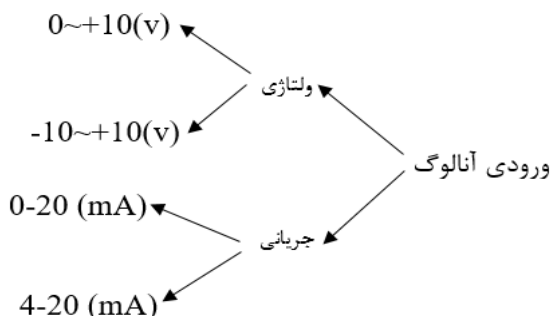 0~+10(v)
ولتاژی
-10~+10(v)
ورودی آنالوگ
0-20 (mA)
جریانی
4-20 (mA)